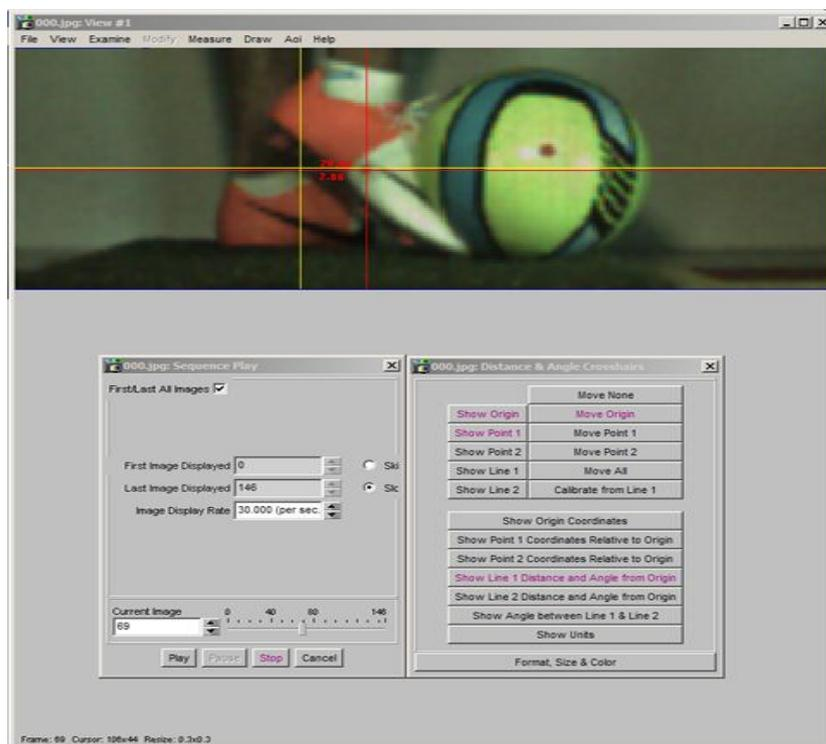 000.jpg: View #1
File View Examine Modify Measure Draw Aoi Help
2.86
000.jpg: Sequence Play
First/Last All Images
First Image Displayed 0 Ski
Last Image Displayed 146 Slc
Image Display Rate 30.000 (per sec.
Current Image 0 40 80 146
69
Play Pause Stop Cancel
000.jpg: Distance & Angle Crosshairs
Move None
Show Origin Move Origin
Show Point 1 Move Point 1
Show Point 2 Move Point 2
Show Line 1 Move All
Show Line 2 Calibrate from Line 1
Show Origin Coordinates
Show Point 1 Coordinates Relative to Origin
Show Point 2 Coordinates Relative to Origin
Show Line 1 Distance and Angle from Origin
Show Line 2 Distance and Angle from Origin
Show Angle between Line 1 & Line 2
Show Units
Format, Size & Color
Frame: 69 Cursor: 106x44 Resize: 0.3x0.3